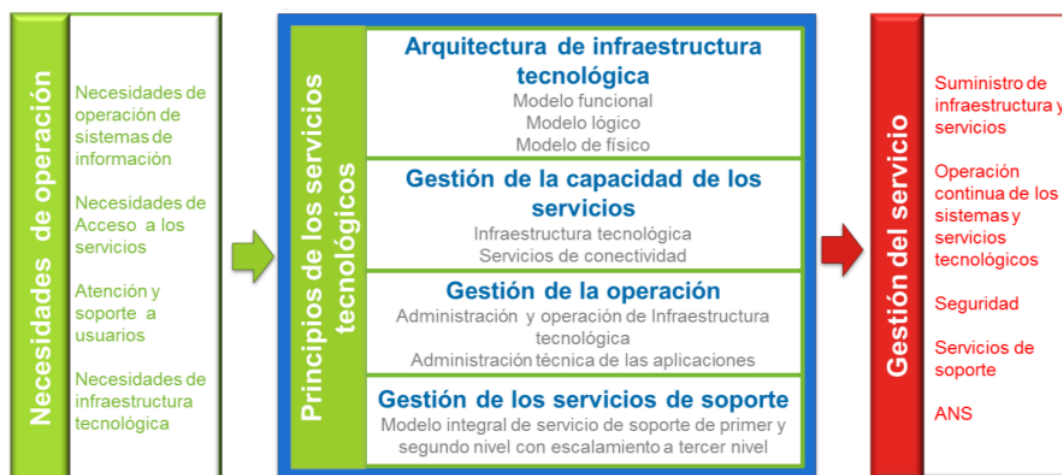 Necesidades de operación
Necesidades de
operación de
sistemas de
información
Necesidades de
Acceso a los
servicios
Atención y
soporte a
usuarios
Necesidades de
infraestructura
tecnológica
Principios de los servicios
tecnológicos
Arquitectura de infraestructura
tecnológica
Modelo funcional
Modelo lógico
Modelo de físico
Gestión de la capacidad de los
servicios
Infraestructura tecnológica
Servicios de conectividad
Gestión de la operación
Administración y operación de Infraestructura
tecnológica
Administración técnica de las aplicaciones
Gestión de los servicios de soporte
Modelo integral de servicio de soporte de primer y
segundo nivel con escalamiento a tercer nivel
Gestión del servicio
Suministro de
infraestructura y
servicios
Operación
continua de los
sistemas y
servicios
tecnológicos
Seguridad
Servicios de
soporte
ANS